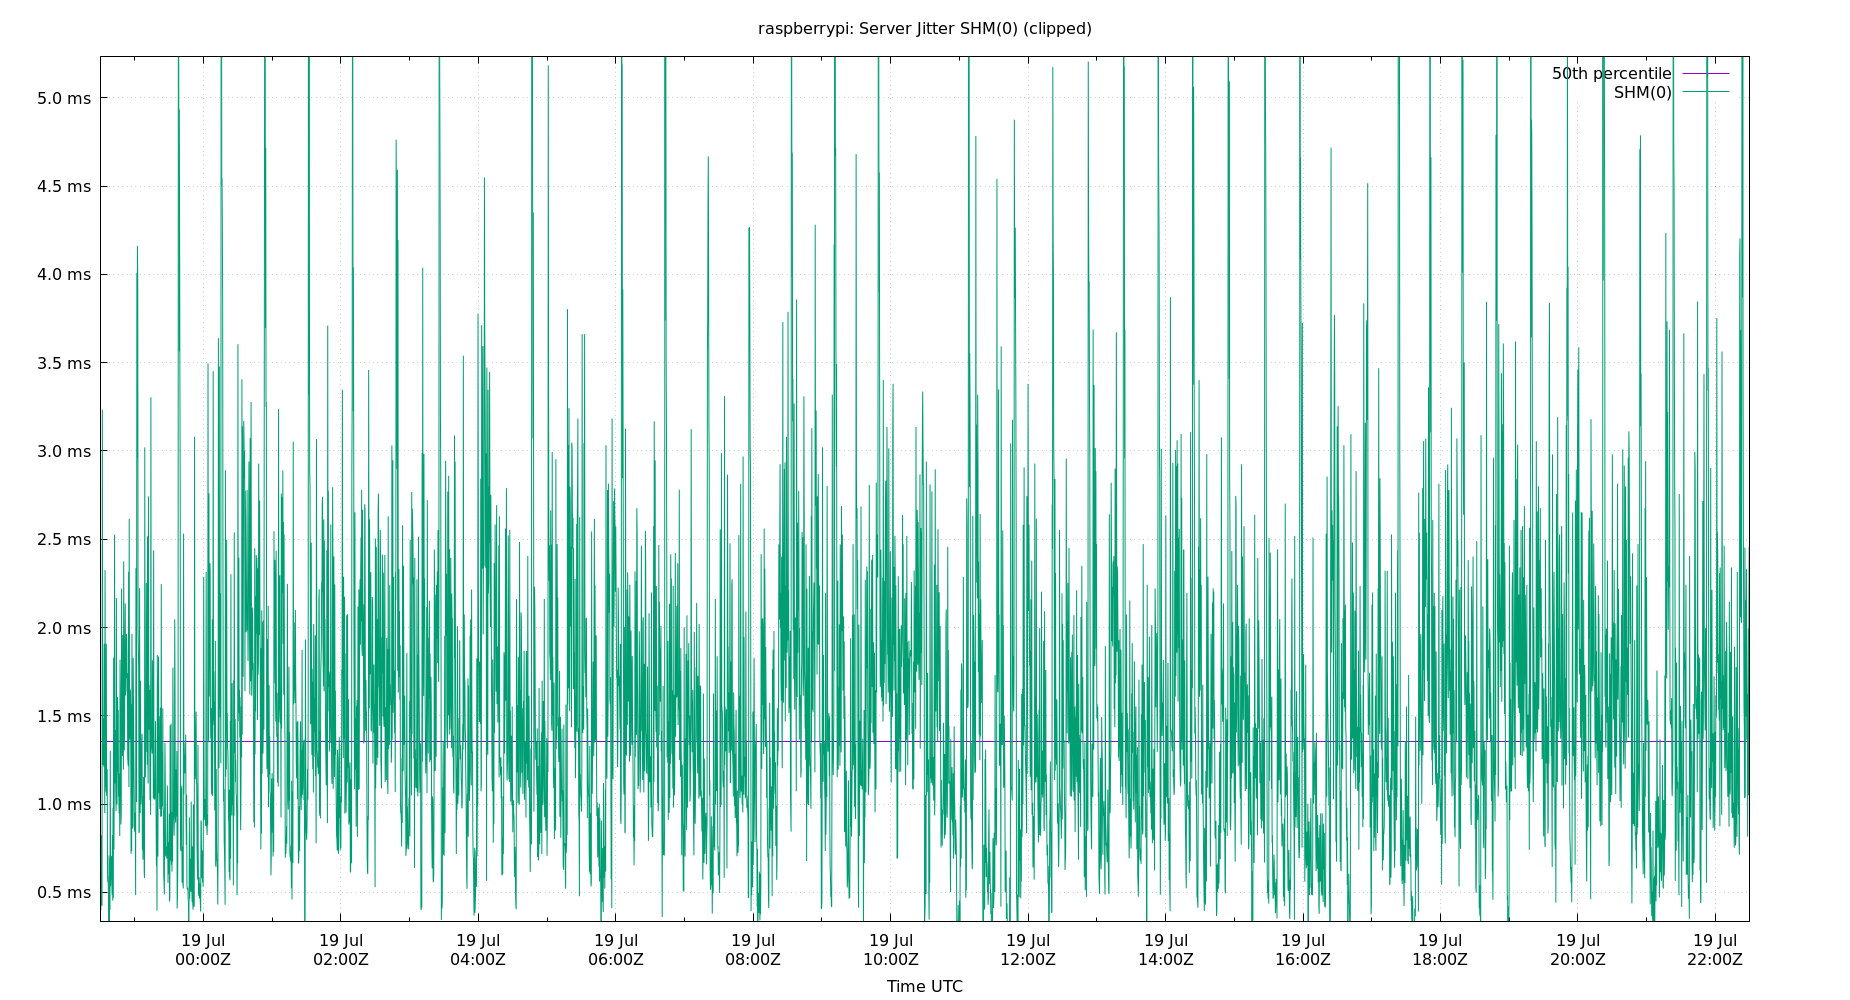 raspberrypi: Server Jitter SHM(0) (clipped)
50th percentile
SHM(0)
5.0 ms
4.5 ms
4.0 ms
3.5 ms
3.0 ms
2.5 ms
2.0 ms
1.5 ms
1.0 ms
0.5 ms
19 Jul 19 Jul 19 Jul 19 Jul 19 Jul 19 Jul 19 Jul 19 Jul 19 Jul 19 Jul 19 Jul 19 Jul
00:00Z 02:00Z 04:00Z 06:00Z 08:00Z 10:00Z 12:00Z 14:00Z 16:00Z 18:00Z 20:00Z 22:00Z
Time UTC